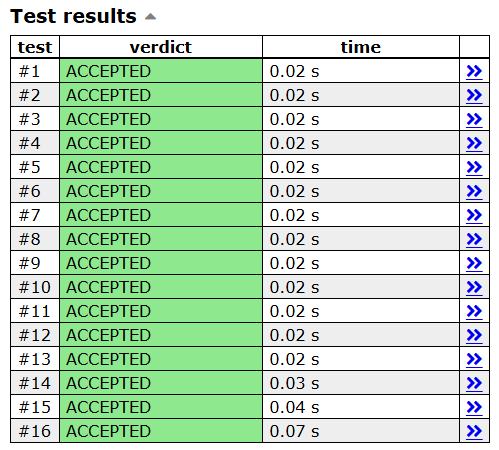 Test results
test verdict time
#1 ACCEPTED 0.02 s
#2 ACCEPTED 0.02 s
#3 ACCEPTED 0.02 s
#4 ACCEPTED 0.02 s
#5 ACCEPTED 0.02 s
#6 ACCEPTED 0.02 s
#7 ACCEPTED 0.02 s
#8 ACCEPTED 0.02 s
#9 ACCEPTED 0.02 s
#10 ACCEPTED 0.02 s
#11 ACCEPTED 0.02 s
#12 ACCEPTED 0.02 s
#13 ACCEPTED 0.02 s
#14 ACCEPTED 0.03 s
#15 ACCEPTED 0.04 s
#16 ACCEPTED 0.07 s